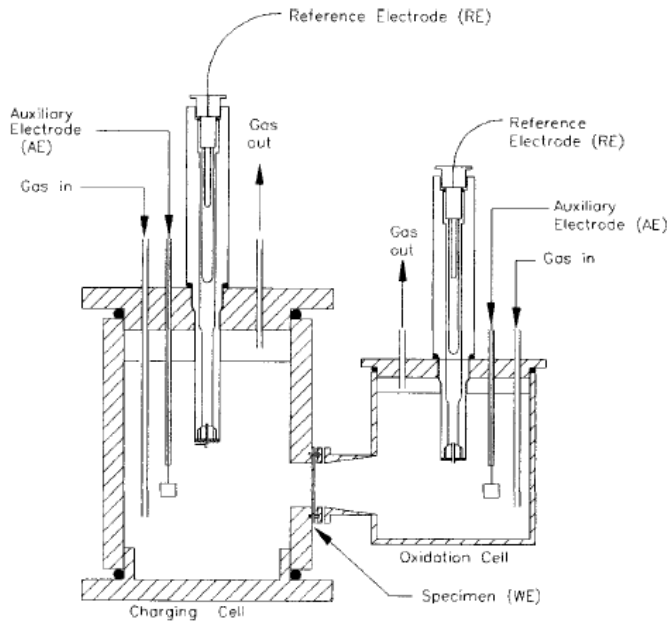 Reference Electrode (RE)
Auxiliary
Electrode
(AE)
Gas in
Gas
out
Reference
Electrode (RE)
Auxiliary
Electrode (AE)
Gas in
Gas
out
Oxidation Cell
Specimen (WE)
Charging Cell